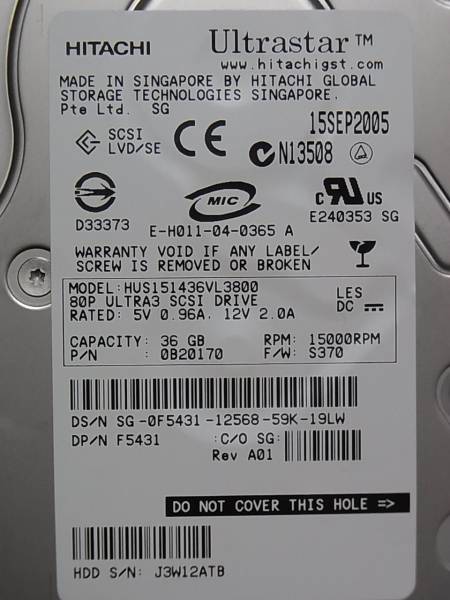 HITACHI Ultrastar™
www.hitachigst.com
MADE IN SINGAPORE BY HITACHI GLOBAL
STORAGE TECHNOLOGIES SINGAPORE.
Pte Ltd. SG
15SEP2005
SCSI
LVD/SE
CE
N13508
D33373
MIC
E-H011-04-0365 A
C RU US
E240353 SG
WARRANTY VOID IF ANY LABEL/
SCREW IS REMOVED OR BROKEN
MODEL: HUS151436VL3800
80P ULTRA3 SCSI DRIVE
RATED: 5V 0.96A. 12V 2.0A
LES
DC
CAPACITY: 36 GB RPM: 15000RPM
P/N : 0B20170 F/W: S370
DS/N SG -0F5431 -12568 -59K -19LW
DP/N F5431 :C/O SG:
Rev A01
DO NOT COVER THIS HOLE =>
HDD S/N: J3W12ATB